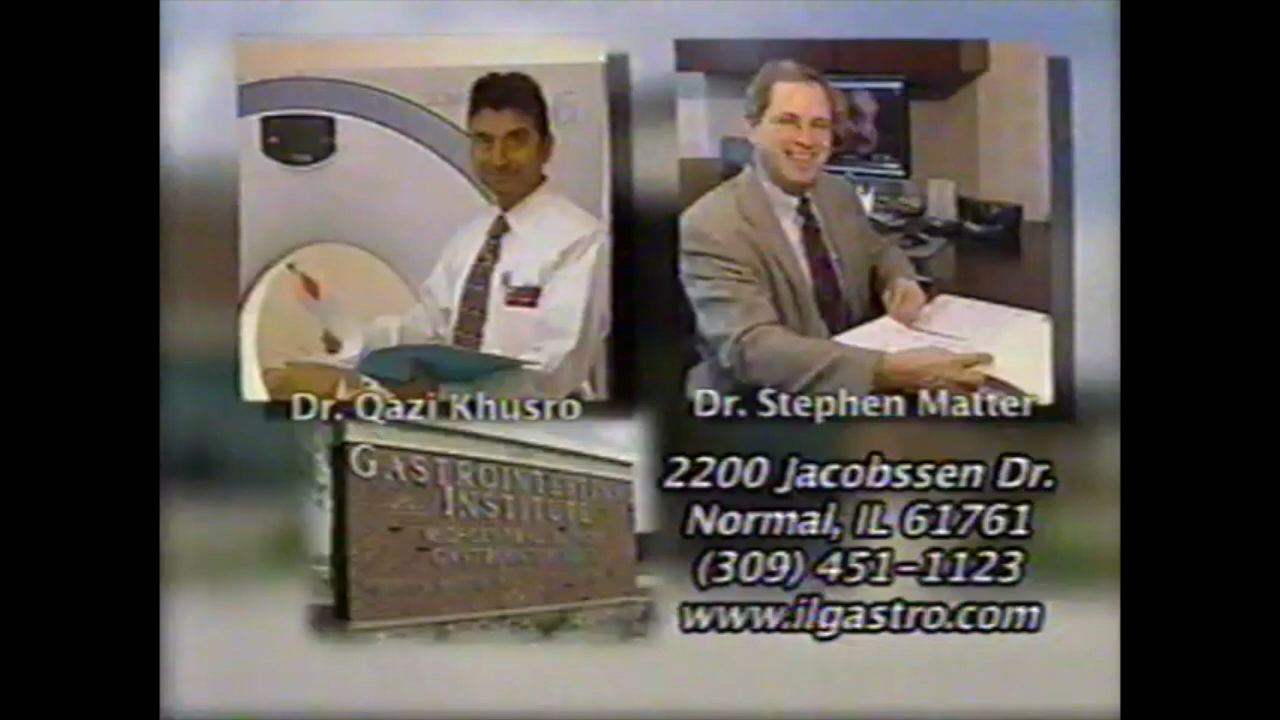 Dr. Qazi Khusro
Dr. Stephen Matter
GASTROINTESTINAL
INSTITUTE
2200 Jacobssen Dr.
Normal, IL 61761
(309) 451-1123
www.ilgastro.com